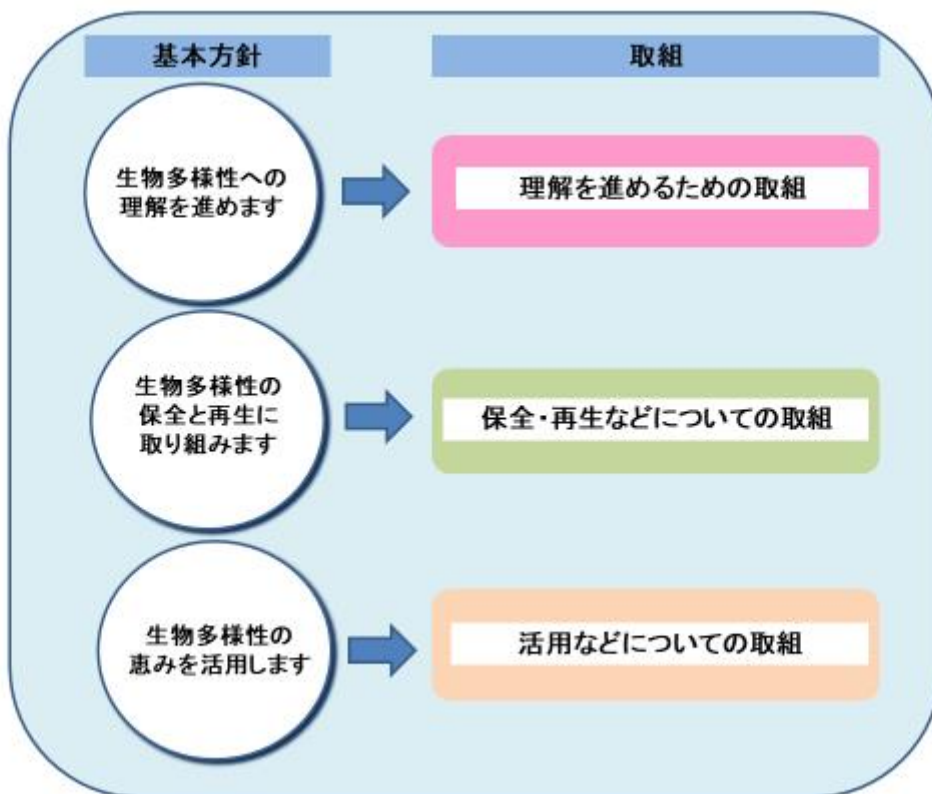 基本方針
取組
生物多様性への
理解を進めます
理解を進めるための取組
生物多様性の
保全と再生に
取り組みます
保全・再生などについての取組
生物多様性の
恵みを活用します
活用などについての取組